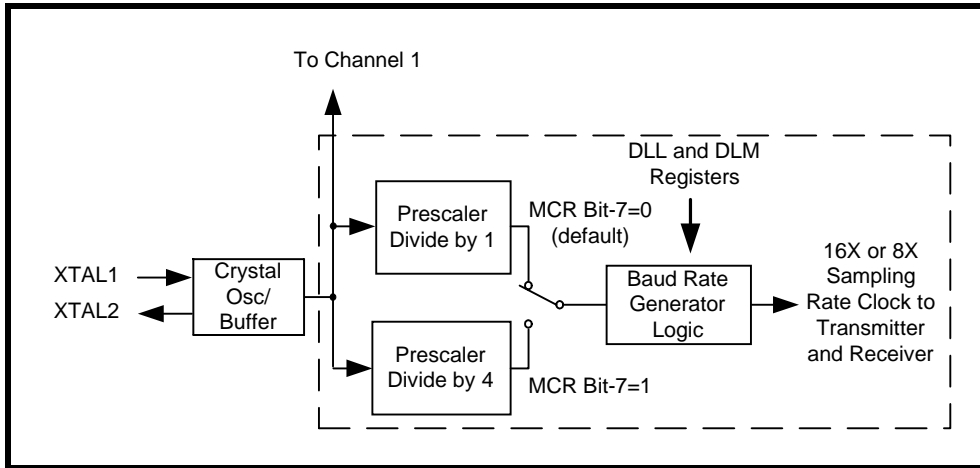 To Channel 1
DLL and DLM
Registers
Prescaler
Divide by 1
MCR Bit-7=0
(default)
16X or 8X
Sampling
Rate Clock to
Transmitter
and Receiver
XTAL1
XTAL2
Crystal
Osc/
Buffer
Baud Rate
Generator
Logic
Prescaler
Divide by 4
MCR Bit-7=1